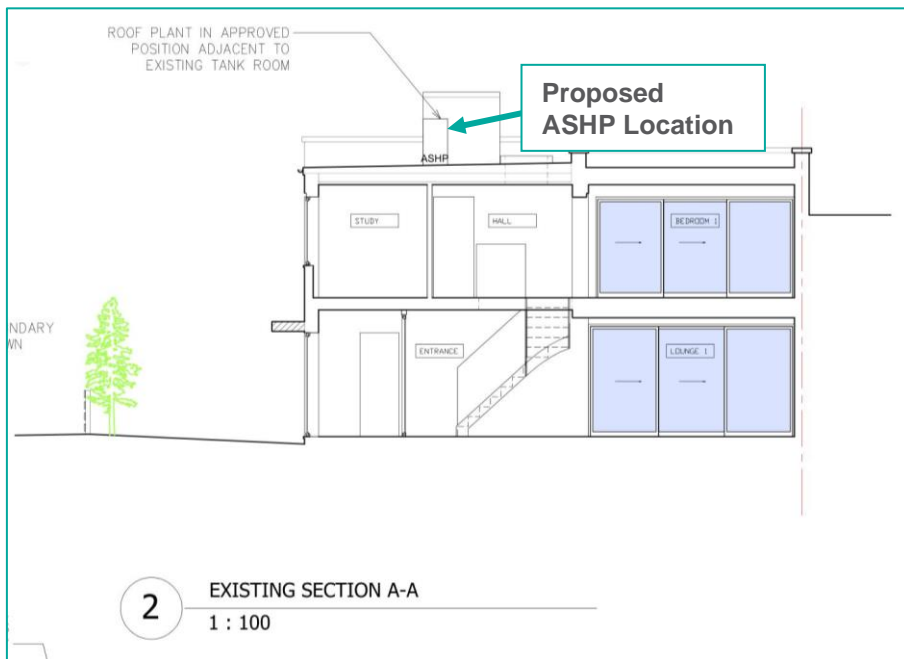 ROOF PLANT IN APPROVED
POSITION ADJACENT TO
EXISTING TANK ROOM
Proposed
ASHP Location
ASHP
STUDY
HALL
BEDROOM 1
NDARY
WN
ENTRANCE
LOUNGE 1
2
EXISTING SECTION A-A
1 : 100